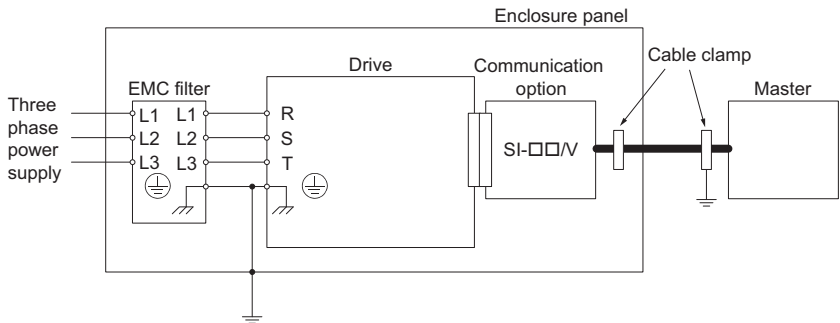 Enclosure panel
Drive
Communication
option
Cable clamp
Master
EMC filter
Three
phase
power
supply
L1 L1 R
L2 L2 S
L3 L3 T
SI-□□/V